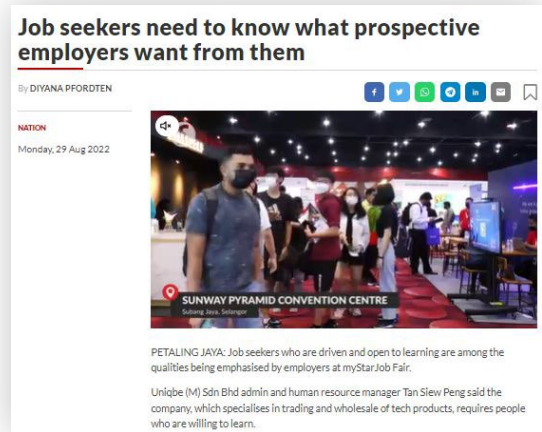 Job seekers need to know what prospective
employers want from them
By DIYANA PFORDTEN
NATION
Monday, 29 Aug 2022
SUNWAY PYRAMID CONVENTION CENTRE
Subang Jaya, Selangor
PETALING JAYA: Job seekers who are driven and open to learning are among the
qualities being emphasised by employers at myStarJob Fair.
Uniqbe (M) Sdn Bhd admin and human resource manager Tan Siew Peng said the
company, which specialises in trading and wholesale of tech products, requires people
who are willing to learn.